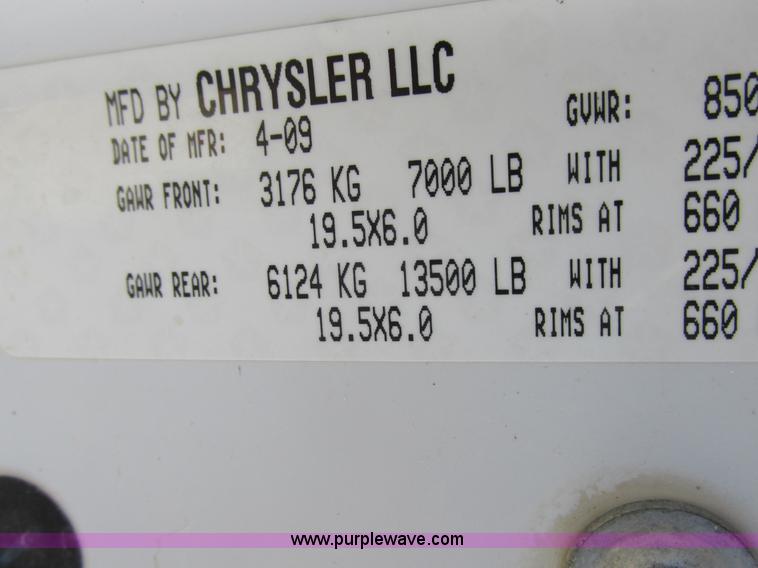 MFD BY CHRYSLER LLC
DATE OF MFR: 4-09 GVWR: 850
GAWR FRONT: 3176 KG 7000 LB WITH 225/
19.5X6.0 RIMS AT 660
GAWR REAR: 6124 KG 13500 LB WITH 225/
19.5X6.0 RIMS AT 660
www.purplewave.com